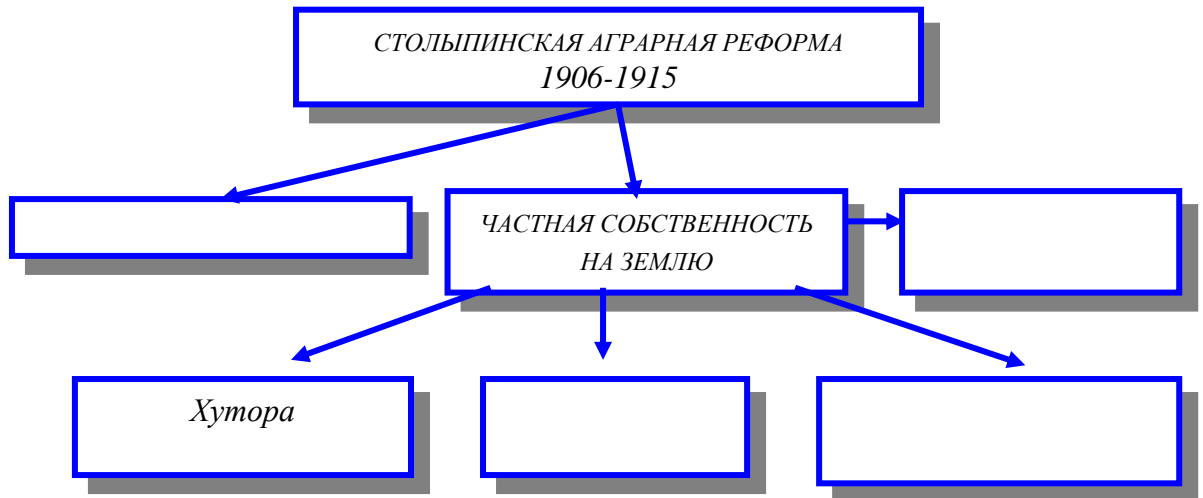 СТОЛЫПИНСКАЯ АГРАРНАЯ РЕФОРМА
1906-1915
ЧАСТНАЯ СОБСТВЕННОСТЬ
НА ЗЕМЛЮ
Хутора